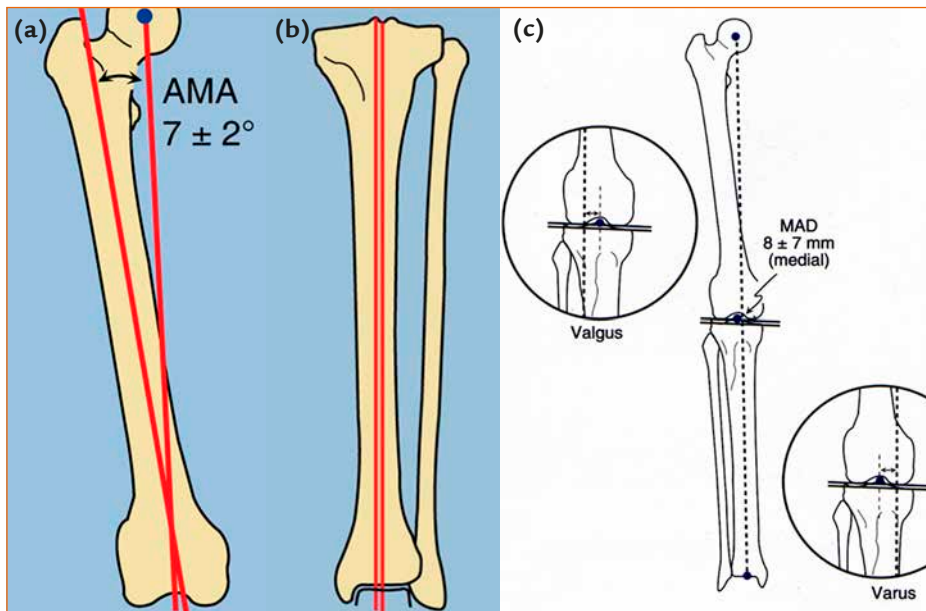 (a)
AMA
7 ± 2°
(b)
(c)
MAD
8 ± 7 mm
(medial)
Valgus
Varus